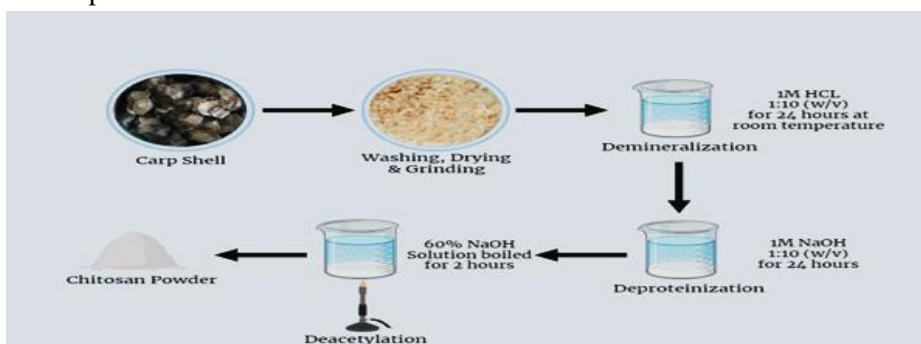 Carp Shell
Washing, Drying
& Grinding
1M HCL
1:10 (w/v)
for 24 hours at
room temperature
Demineralization
1M NaOH
1:10 (w/v)
for 24 hours
Deproteinization
60% NaOH
Solution boiled
for 2 hours
Deacetylation
Chitosan Powder